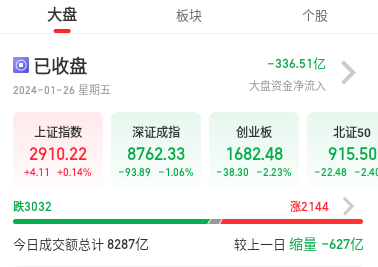 大盘 板块 个股
已收盘 -336.51亿
2024-01-26 星期五 大盘资金净流入
上证指数 深证成指 创业板 北证50
2910.22 8762.33 1682.48 915.50
+4.11 +0.14% -93.89 -1.06% -38.30 -2.23% -22.48 -2.40
跌3032 涨2144
今日成交额总计 8287亿 较上一日 缩量 -627亿